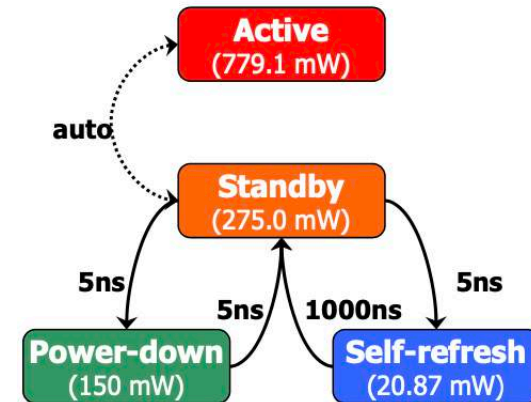 Active
(779.1 mW)
auto
Standby
(275.0 mW)
5ns
5ns
1000ns
5ns
Power-down
(150 mW)
Self-refresh
(20.87 mW)